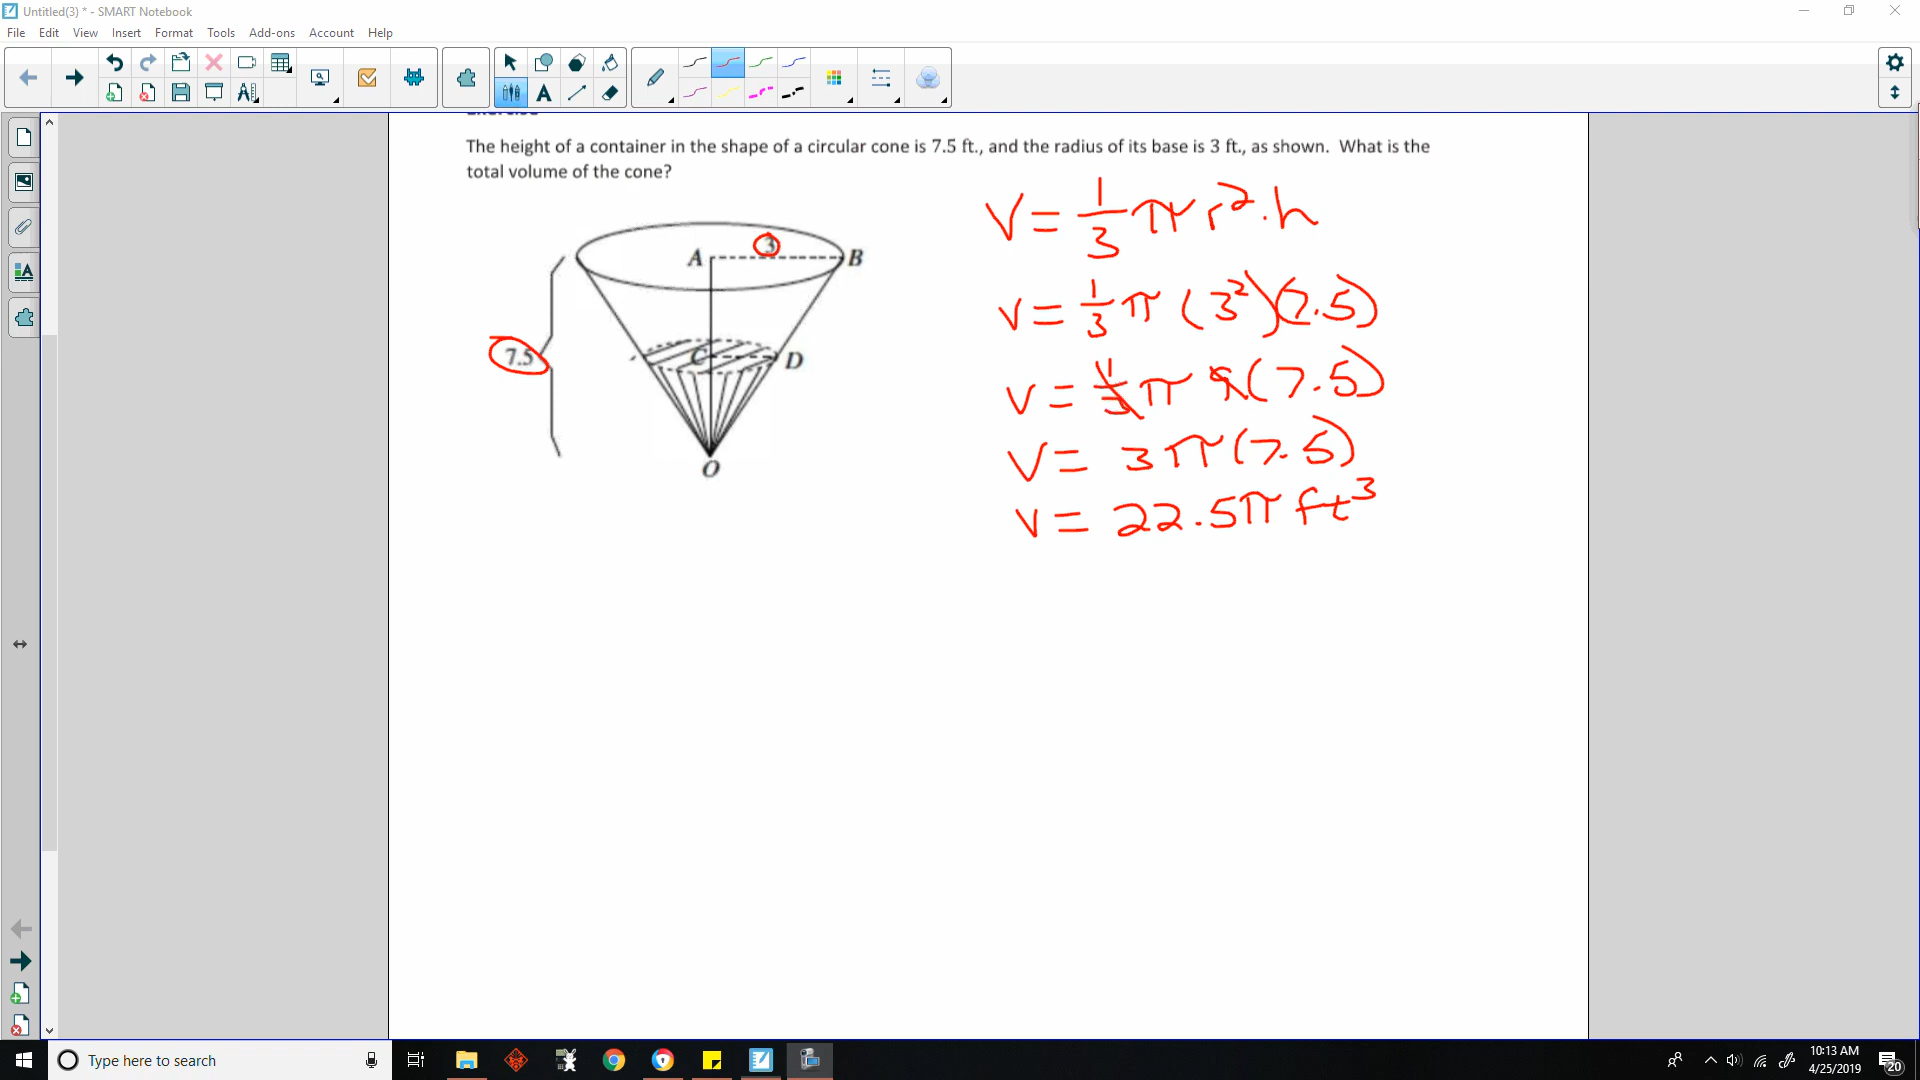 Untitled(3) * - SMART Notebook
File Edit View Insert Format Tools Add-ons Account Help
The height of a container in the shape of a circular cone is 7.5 ft., and the radius of its base is 3 ft., as shown. What is the
total volume of the cone?
V = 1/3 π r² · h
A 3 B
V = 1/3 π (3²)(7.5)
7.5 C D
V = 1/3 π 9(7.5)
V = 3π(7.5)
O
V = 22.5π ft³
Type here to search
10:13 AM
4/25/2019
20